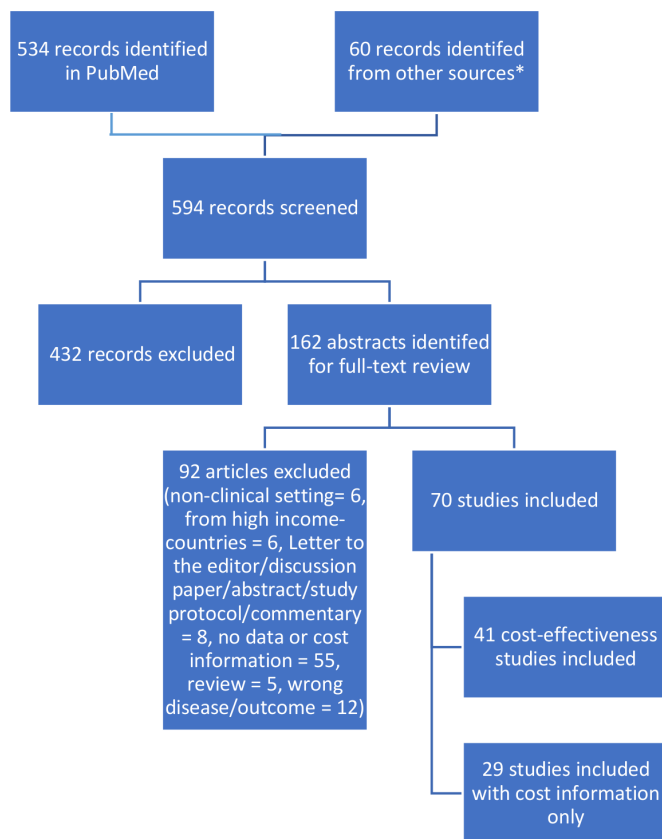 534 records identified
in PubMed
60 records identifed
from other sources*
594 records screened
432 records excluded
162 abstracts identifed
for full-text review
92 articles excluded
(non-clinical setting= 6,
from high income-
countries = 6, Letter to
the editor/discussion
paper/abstract/study
protocol/commentary
= 8, no data or cost
information = 55,
review = 5, wrong
disease/outcome = 12)
70 studies included
41 cost-effectiveness
studies included
29 studies included
with cost information
only